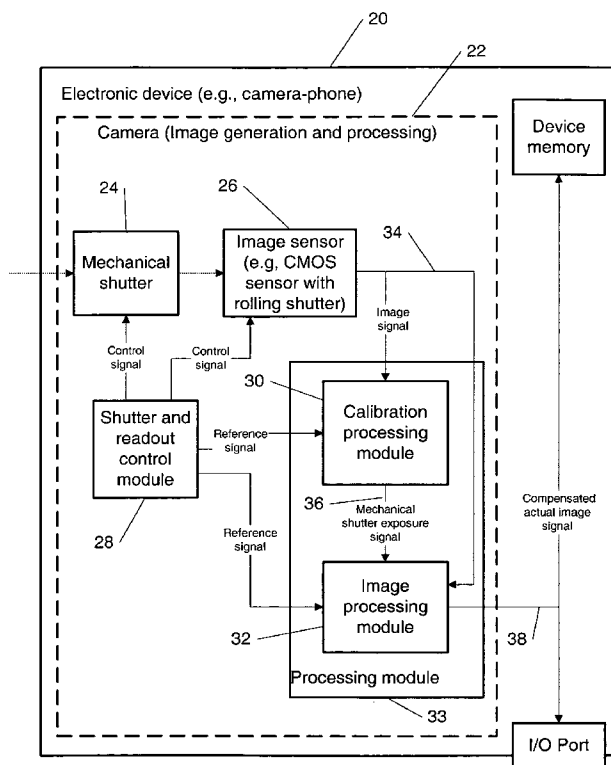 20
22
Electronic device (e.g., camera-phone)
Camera (Image generation and processing)
Device
memory
24
26
34
Mechanical
shutter
Image sensor
(e.g, CMOS
sensor with
rolling shutter)
Control
signal
Control
signal
Image
signal
30
Calibration
processing
module
Shutter and
readout
control
module
Reference
signal
28
36
Mechanical
shutter exposure
signal
Compensated
actual image
signal
Reference
signal
Image
processing
module
32
38
Processing module
33
I/O Port